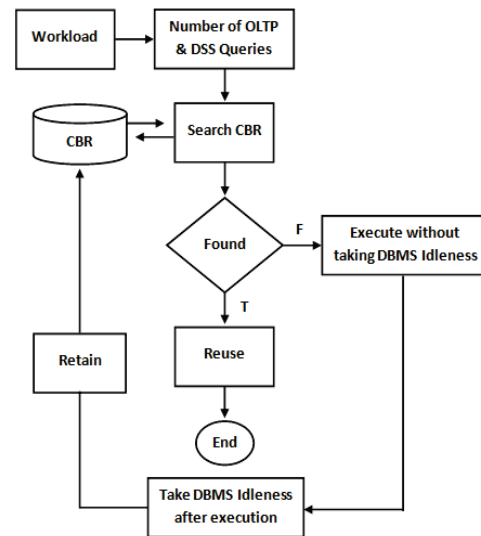 Workload
Number of OLTP
& DSS Queries
CBR
Search CBR
Found
F
Execute without
taking DBMS Idleness
T
Retain
Reuse
End
Take DBMS Idleness
after execution